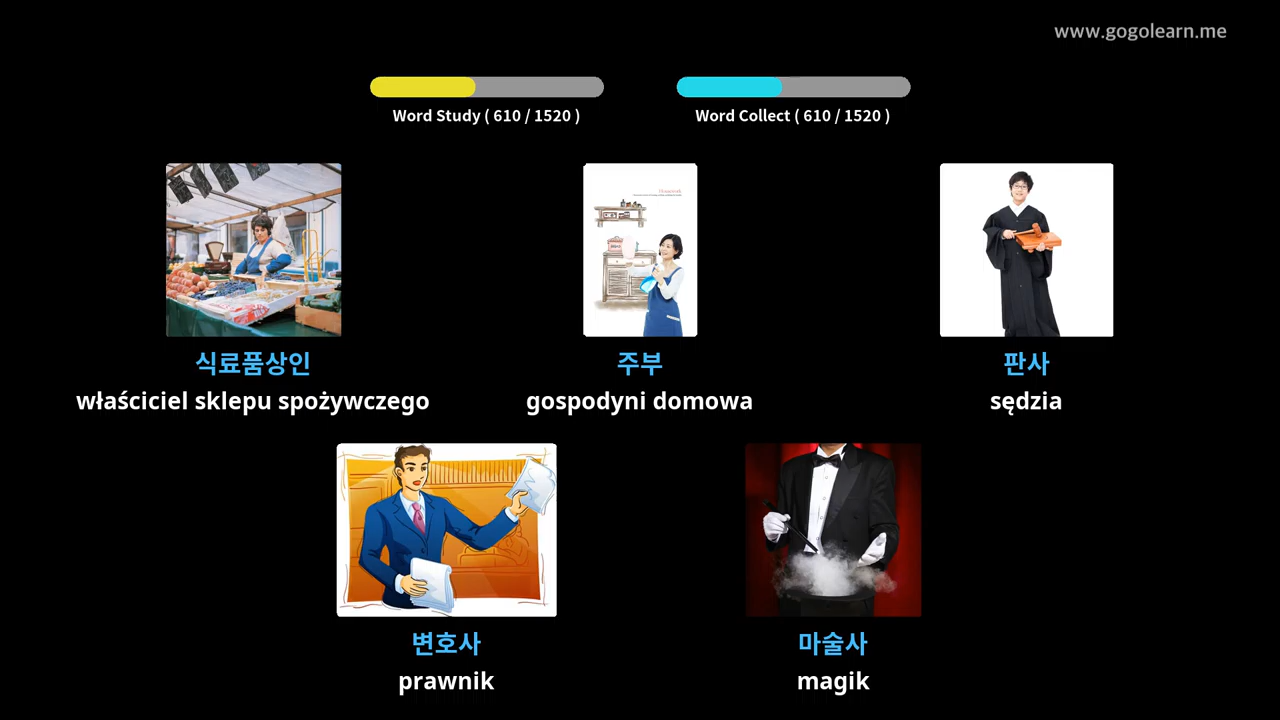 www.gogolearn.me
Word Study ( 610 / 1520 )
Word Collect ( 610 / 1520 )
식료품상인
właściciel sklepu spożywczego
주부
gospodyni domowa
판사
sędzia
변호사
prawnik
마술사
magik